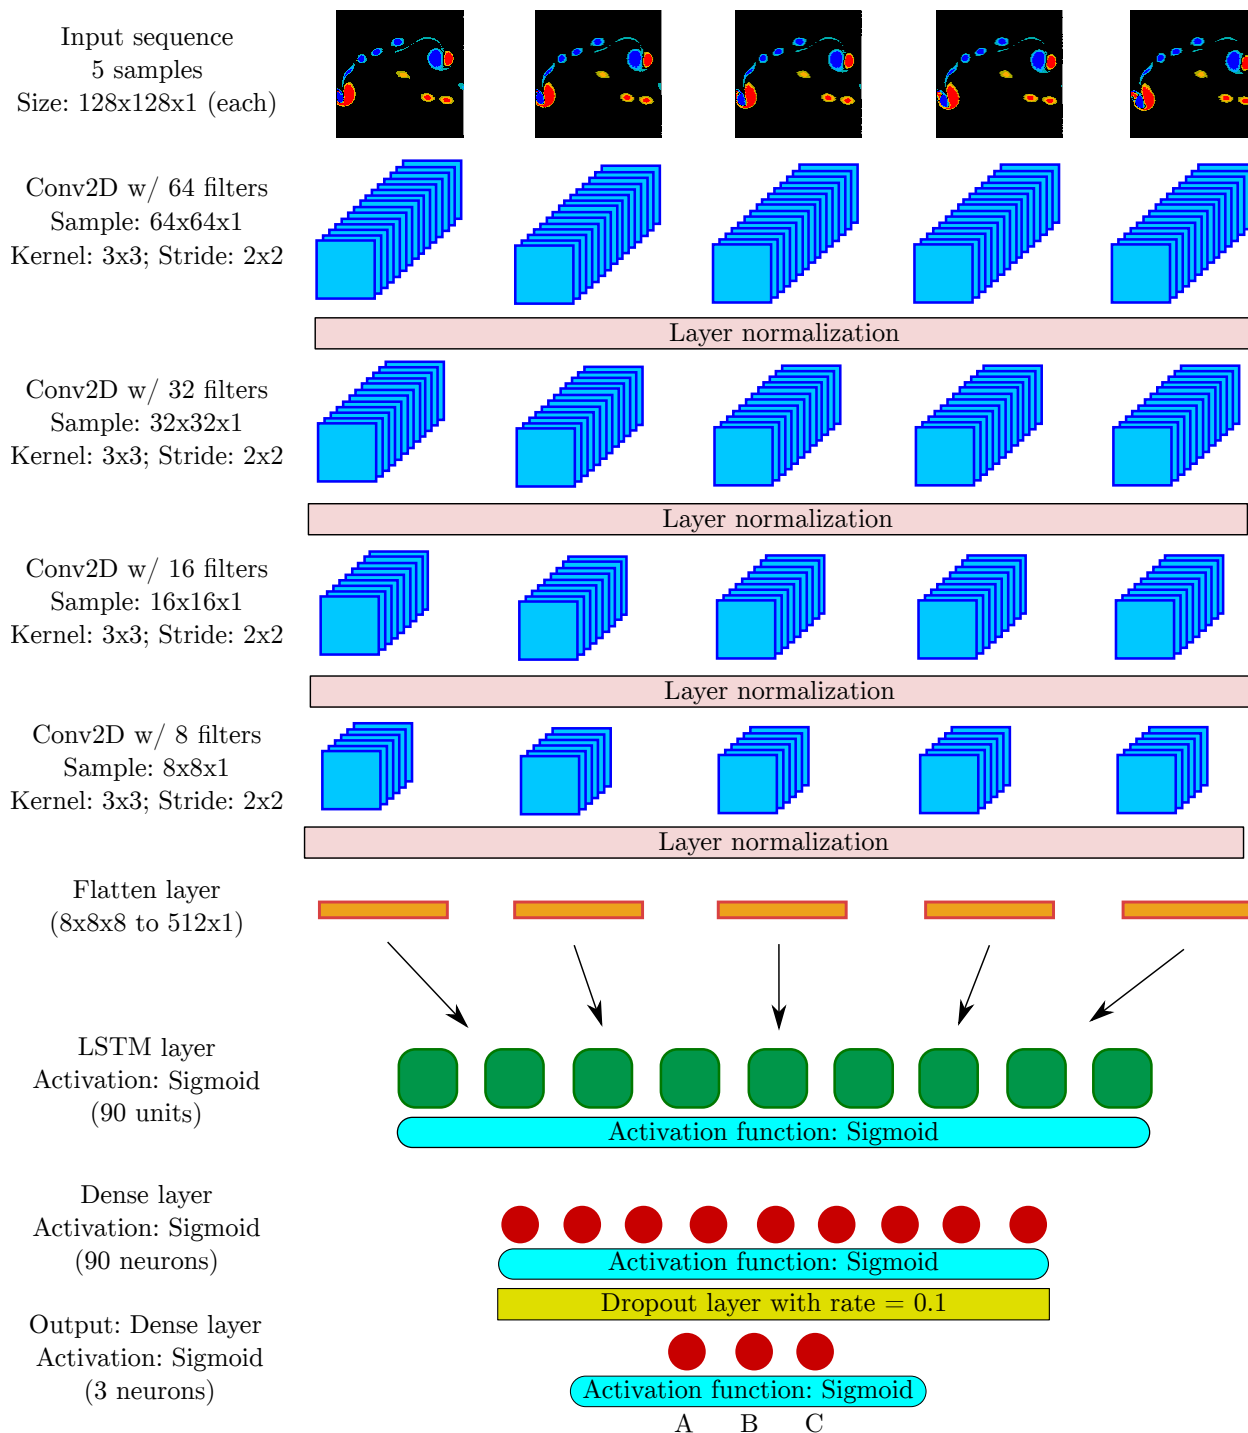 Input sequence
5 samples
Size: 128x128x1 (each)
Conv2D w/ 64 filters
Sample: 64x64x1
Kernel: 3x3; Stride: 2x2
Layer normalization
Conv2D w/ 32 filters
Sample: 32x32x1
Kernel: 3x3; Stride: 2x2
Layer normalization
Conv2D w/ 16 filters
Sample: 16x16x1
Kernel: 3x3; Stride: 2x2
Layer normalization
Conv2D w/ 8 filters
Sample: 8x8x1
Kernel: 3x3; Stride: 2x2
Layer normalization
Flatten layer
(8x8x8 to 512x1)
LSTM layer
Activation: Sigmoid
(90 units)
Activation function: Sigmoid
Dense layer
Activation: Sigmoid
(90 neurons)
Activation function: Sigmoid
Dropout layer with rate = 0.1
Output: Dense layer
Activation: Sigmoid
(3 neurons)
Activation function: Sigmoid
A B C